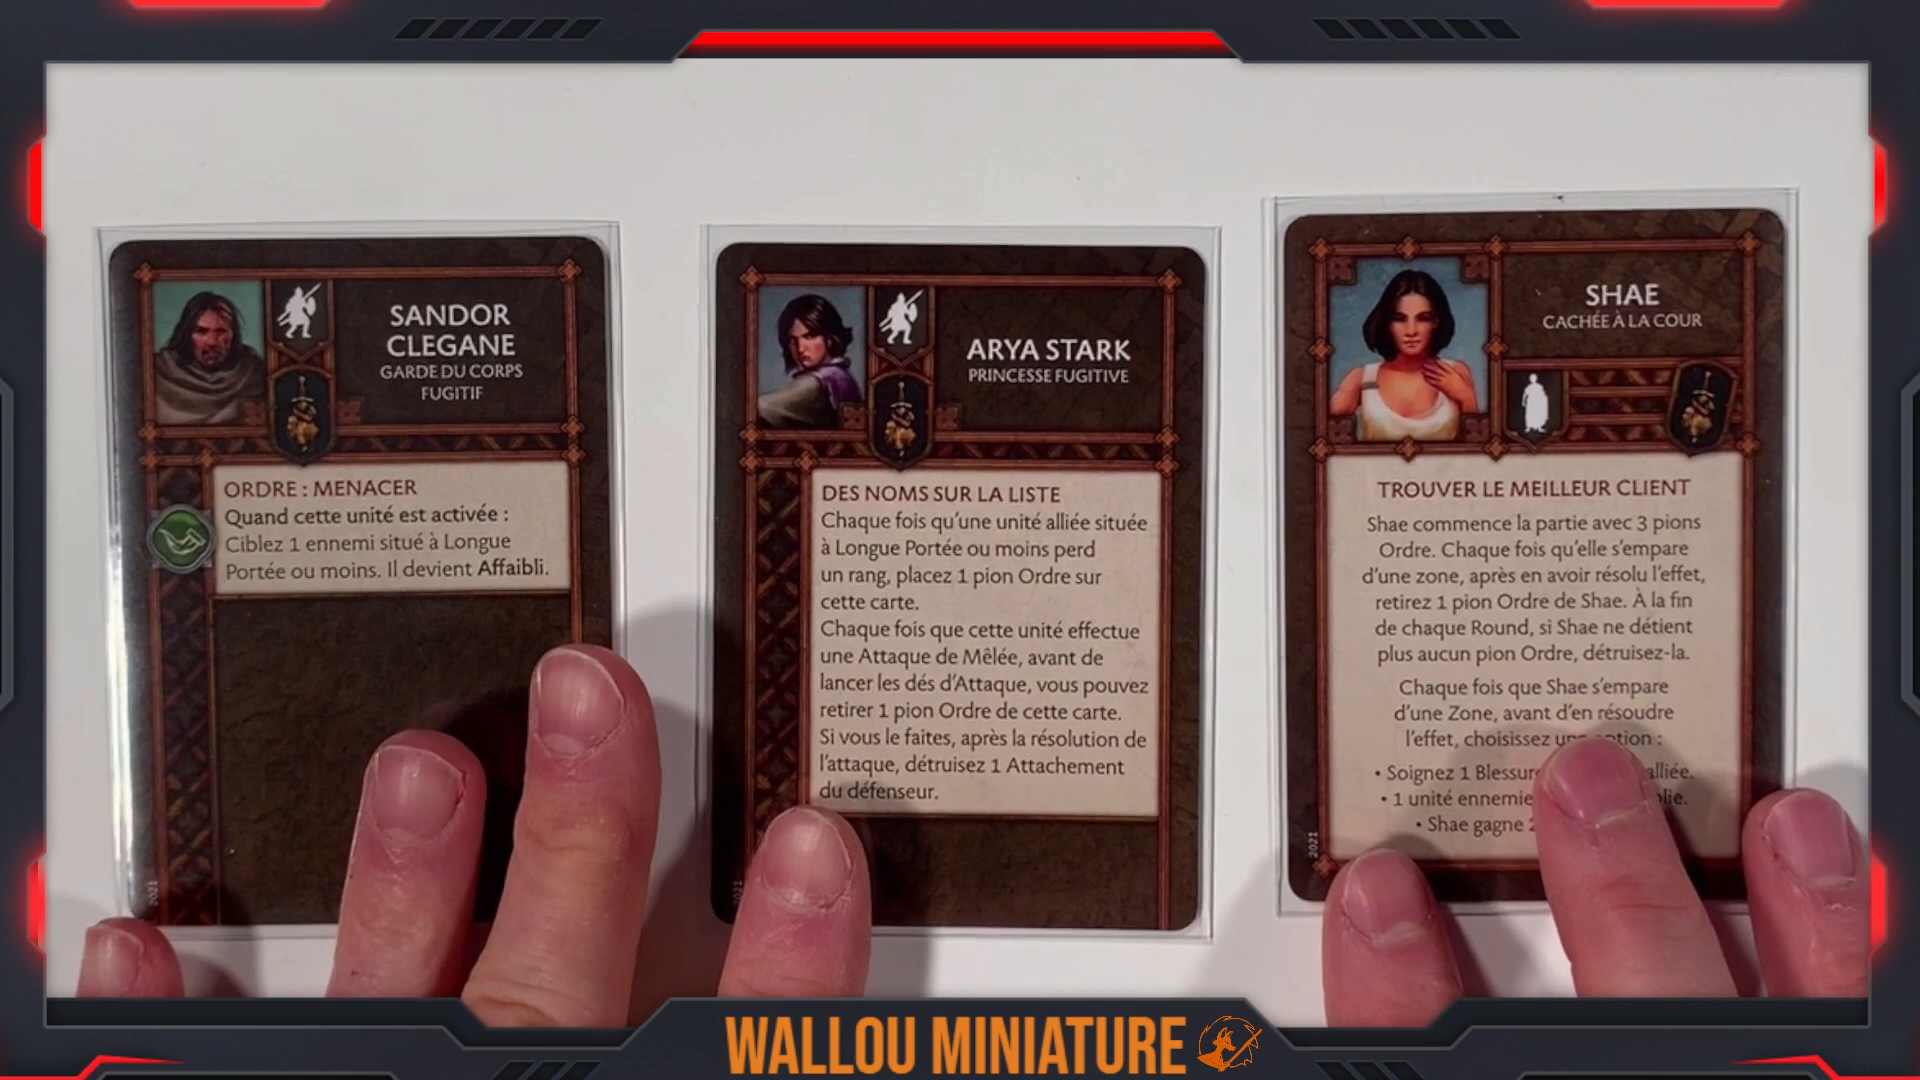 SANDOR
CLEGANE
GARDE DU CORPS
FUGITIF
ORDRE : MENACER
Quand cette unité est activée :
Ciblez 1 ennemi situé à Longue
Portée ou moins. Il devient Affaibli.
2021
ARYA STARK
PRINCESSE FUGITIVE
DES NOMS SUR LA LISTE
Chaque fois qu'une unité alliée située
à Longue Portée ou moins perd
un rang, placez 1 pion Ordre sur
cette carte.
Chaque fois que cette unité effectue
une Attaque de Mêlée, avant de
lancer les dés d'Attaque, vous pouvez
retirer 1 pion Ordre de cette carte.
Si vous le faites, après la résolution de
l'attaque, détruisez 1 Attachement
du défenseur.
2021
SHAE
CACHÉE À LA COUR
TROUVER LE MEILLEUR CLIENT
Shae commence la partie avec 3 pions
Ordre. Chaque fois qu'elle s'empare
d'une zone, après en avoir résolu l'effet,
retirez 1 pion Ordre de Shae. À la fin
de chaque Round, si Shae ne détient
plus aucun pion Ordre, détruisez-la.
Chaque fois que Shae s'empare
d'une Zone, avant d'en résoudre
l'effet, choisissez :
• Soignez 1 alliée.
• 1 unité ennemie
• Shae gagne
2021
WALLOU MINIATURE